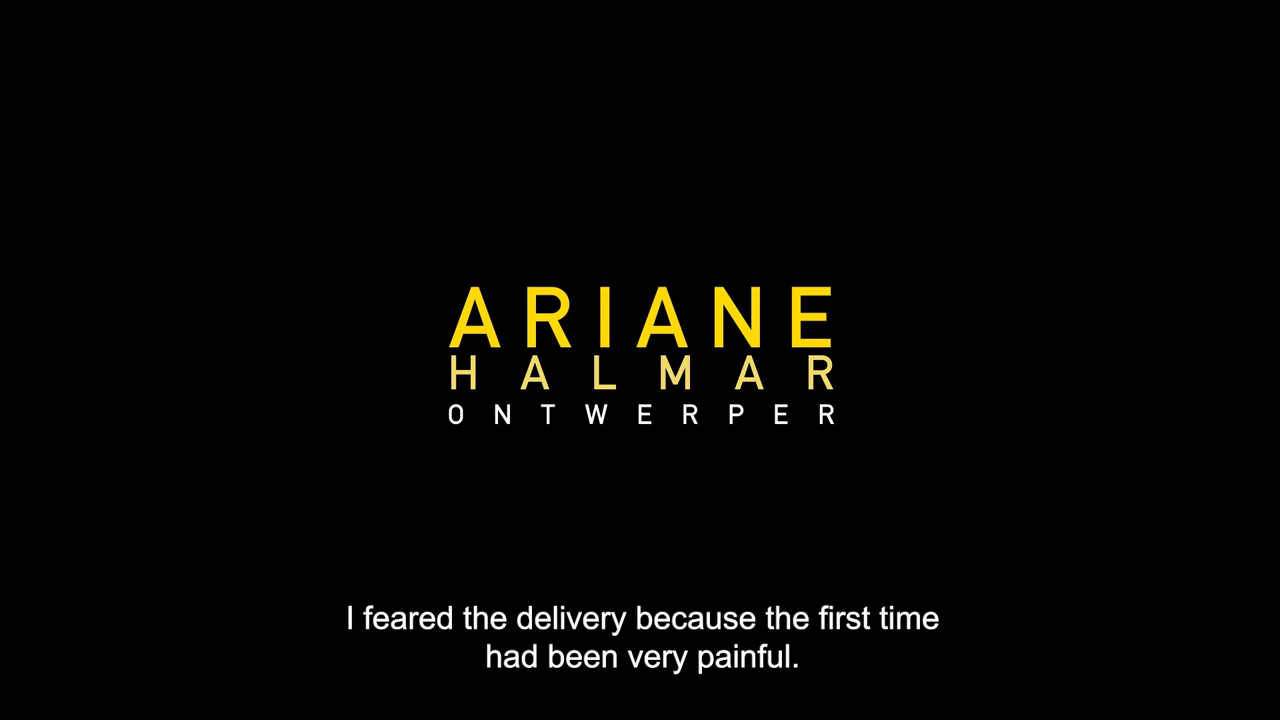 ARIANE
HALMAR
ONTWERPER
I feared the delivery because the first time
had been very painful.